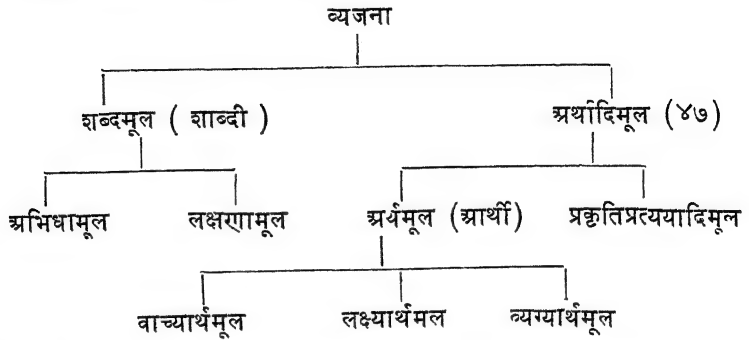 व्यजना
शब्दमूल ( शाब्दी ) अर्थादिमूल (४७)
अभिधामूल लक्षणामूल अर्थमूल (आर्थी) प्रकृतिप्रत्ययादिमूल
वाच्यार्थमूल लक्ष्यार्थमल व्यग्यार्थमूल